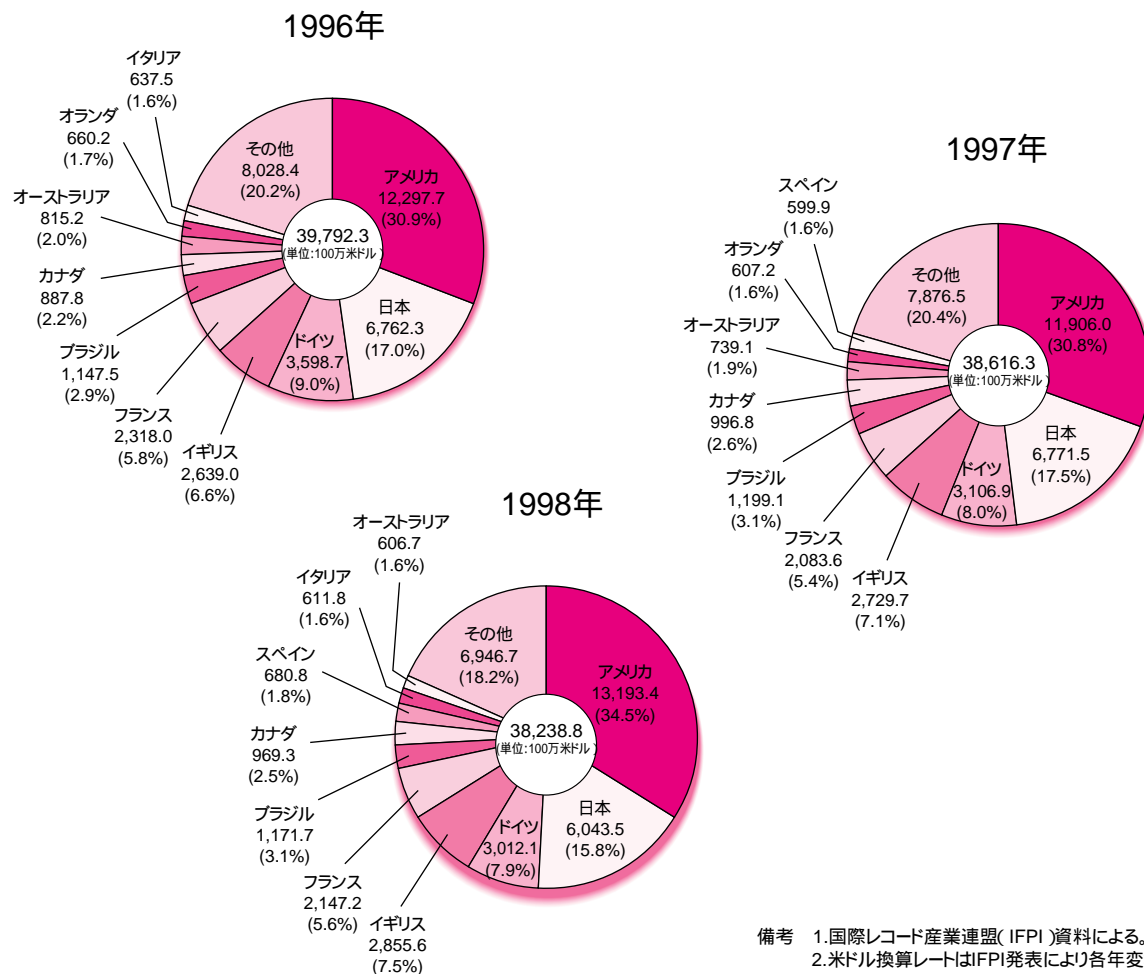 1996年
イタリア
637.5
(1.6%)
オランダ
660.2
(1.7%)
オーストラリア
815.2
(2.0%)
カナダ
887.8
(2.2%)
ブラジル
1,147.5
(2.9%)
フランス
2,318.0
(5.8%)
イギリス
2,639.0
(6.6%)
ドイツ
3,598.7
(9.0%)
日本
6,762.3
(17.0%)
アメリカ
12,297.7
(30.9%)
その他
8,028.4
(20.2%)
39,792.3
(単位:100万米ドル)
1997年
スペイン
599.9
(1.6%)
オランダ
607.2
(1.6%)
オーストラリア
739.1
(1.9%)
カナダ
996.8
(2.6%)
ブラジル
1,199.1
(3.1%)
フランス
2,083.6
(5.4%)
イギリス
2,729.7
(7.1%)
ドイツ
3,106.9
(8.0%)
日本
6,771.5
(17.5%)
アメリカ
11,906.0
(30.8%)
その他
7,876.5
(20.4%)
38,616.3
(単位:100万米ドル)
1998年
オーストラリア
606.7
(1.6%)
イタリア
611.8
(1.6%)
スペイン
680.8
(1.8%)
カナダ
969.3
(2.5%)
ブラジル
1,171.7
(3.1%)
フランス
2,147.2
(5.6%)
イギリス
2,855.6
(7.5%)
ドイツ
3,012.1
(7.9%)
日本
6,043.5
(15.8%)
アメリカ
13,193.4
(34.5%)
その他
6,946.7
(18.2%)
38,238.8
(単位:100万米ドル)
備考 1.国際レコード産業連盟(IFPI)資料による。
2.米ドル換算レートはIFPI発表により各年変